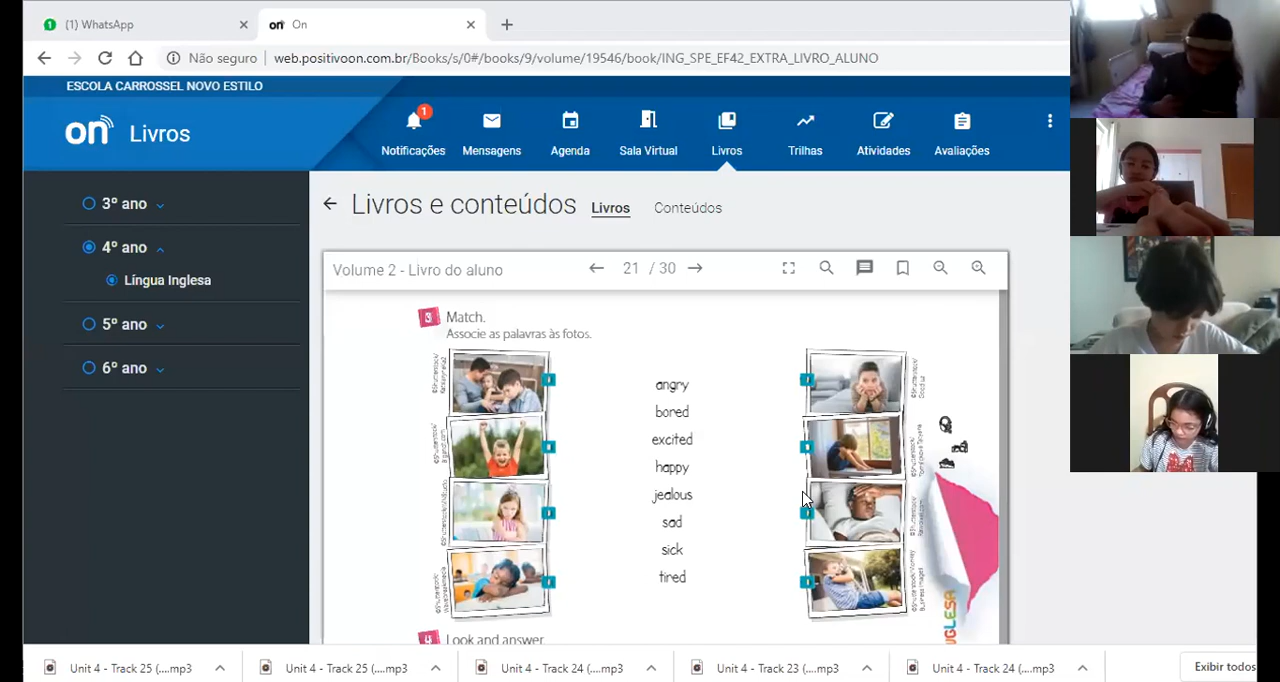 (1) WhatsApp
On
Não seguro
web.positivoon.com.br/Books/s/0#/books/9/volume/19546/book/ING_SPE_EF42_EXTRA_LIVRO_ALUNO
ESCOLA CARROSSEL NOVO ESTILO
on Livros
1
Notificações
Mensagens
Agenda
Sala Virtual
Livros
Trilhas
Atividades
Avaliações
3º ano
4º ano
Língua Inglesa
5º ano
6º ano
Livros e conteúdos
Livros
Conteúdos
Volume 2 - Livro do aluno
21 / 30
3 Match.
Associe as palavras às fotos.
angry
bored
excited
happy
jealous
sad
sick
tired
4 Look and answer.
Unit 4 - Track 25 (....mp3
Unit 4 - Track 25 (....mp3
Unit 4 - Track 24 (....mp3
Unit 4 - Track 23 (....mp3
Unit 4 - Track 24 (....mp3
Exibir todos